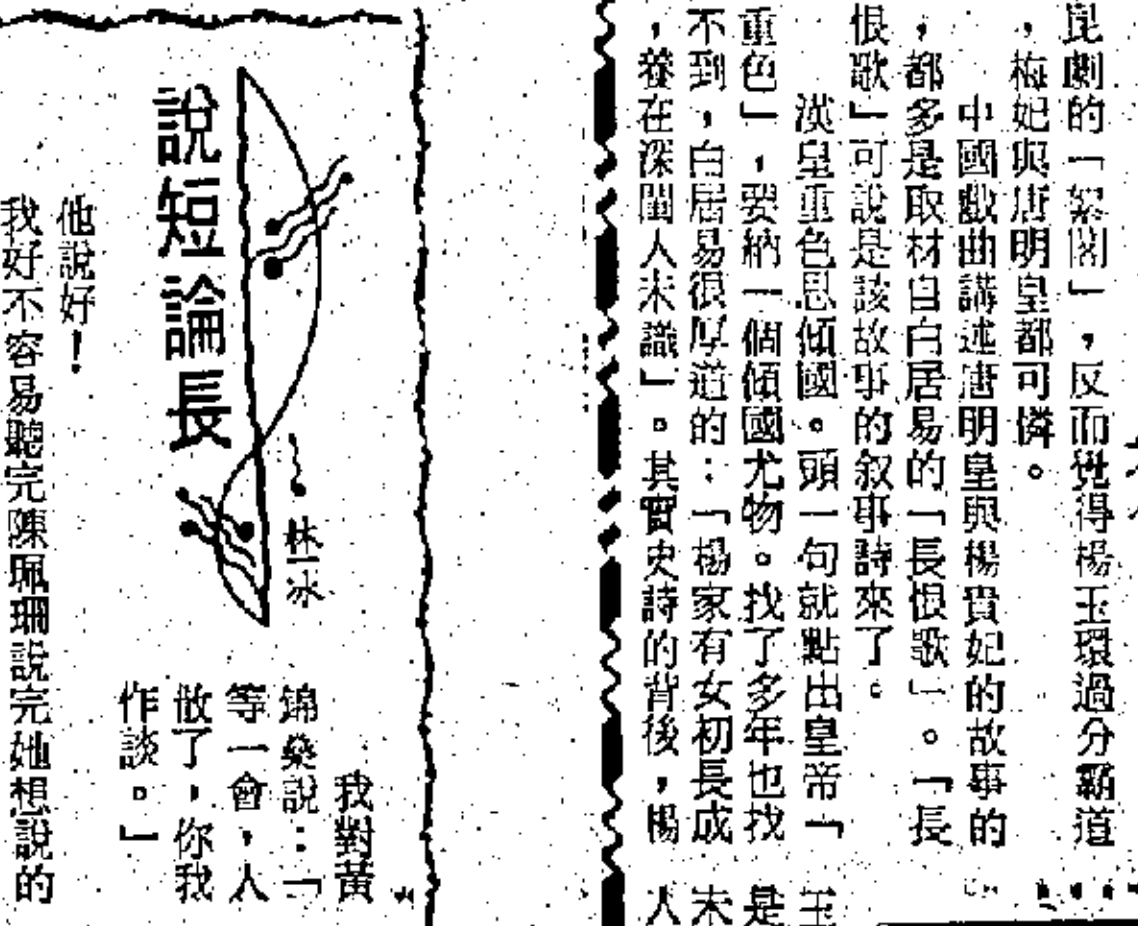 崑劇的「絮閣」，反而覺得楊玉環過分霸道
，梅妃與唐明皇都可憐。
中國戲曲講述唐明皇與楊貴妃的故事的
，都多是取材自白居易的「長恨歌」。「長
恨歌」可說是該故事的叙事詩來了。
漢皇重色思傾國。頭一句就點出皇帝「
重色」，要納一個傾國尤物。找了多年也找
不到，白居易很厚道的：「楊家有女初長成
，養在深閨人未識」。其實史詩的背後，楊
玉
是
未
人
說短論長
林冰
我對黃
錦燊說：「
等一會，人
散了，你我
作談。」
他說好！
我好不容易聽完陳珮珊說完她想說的